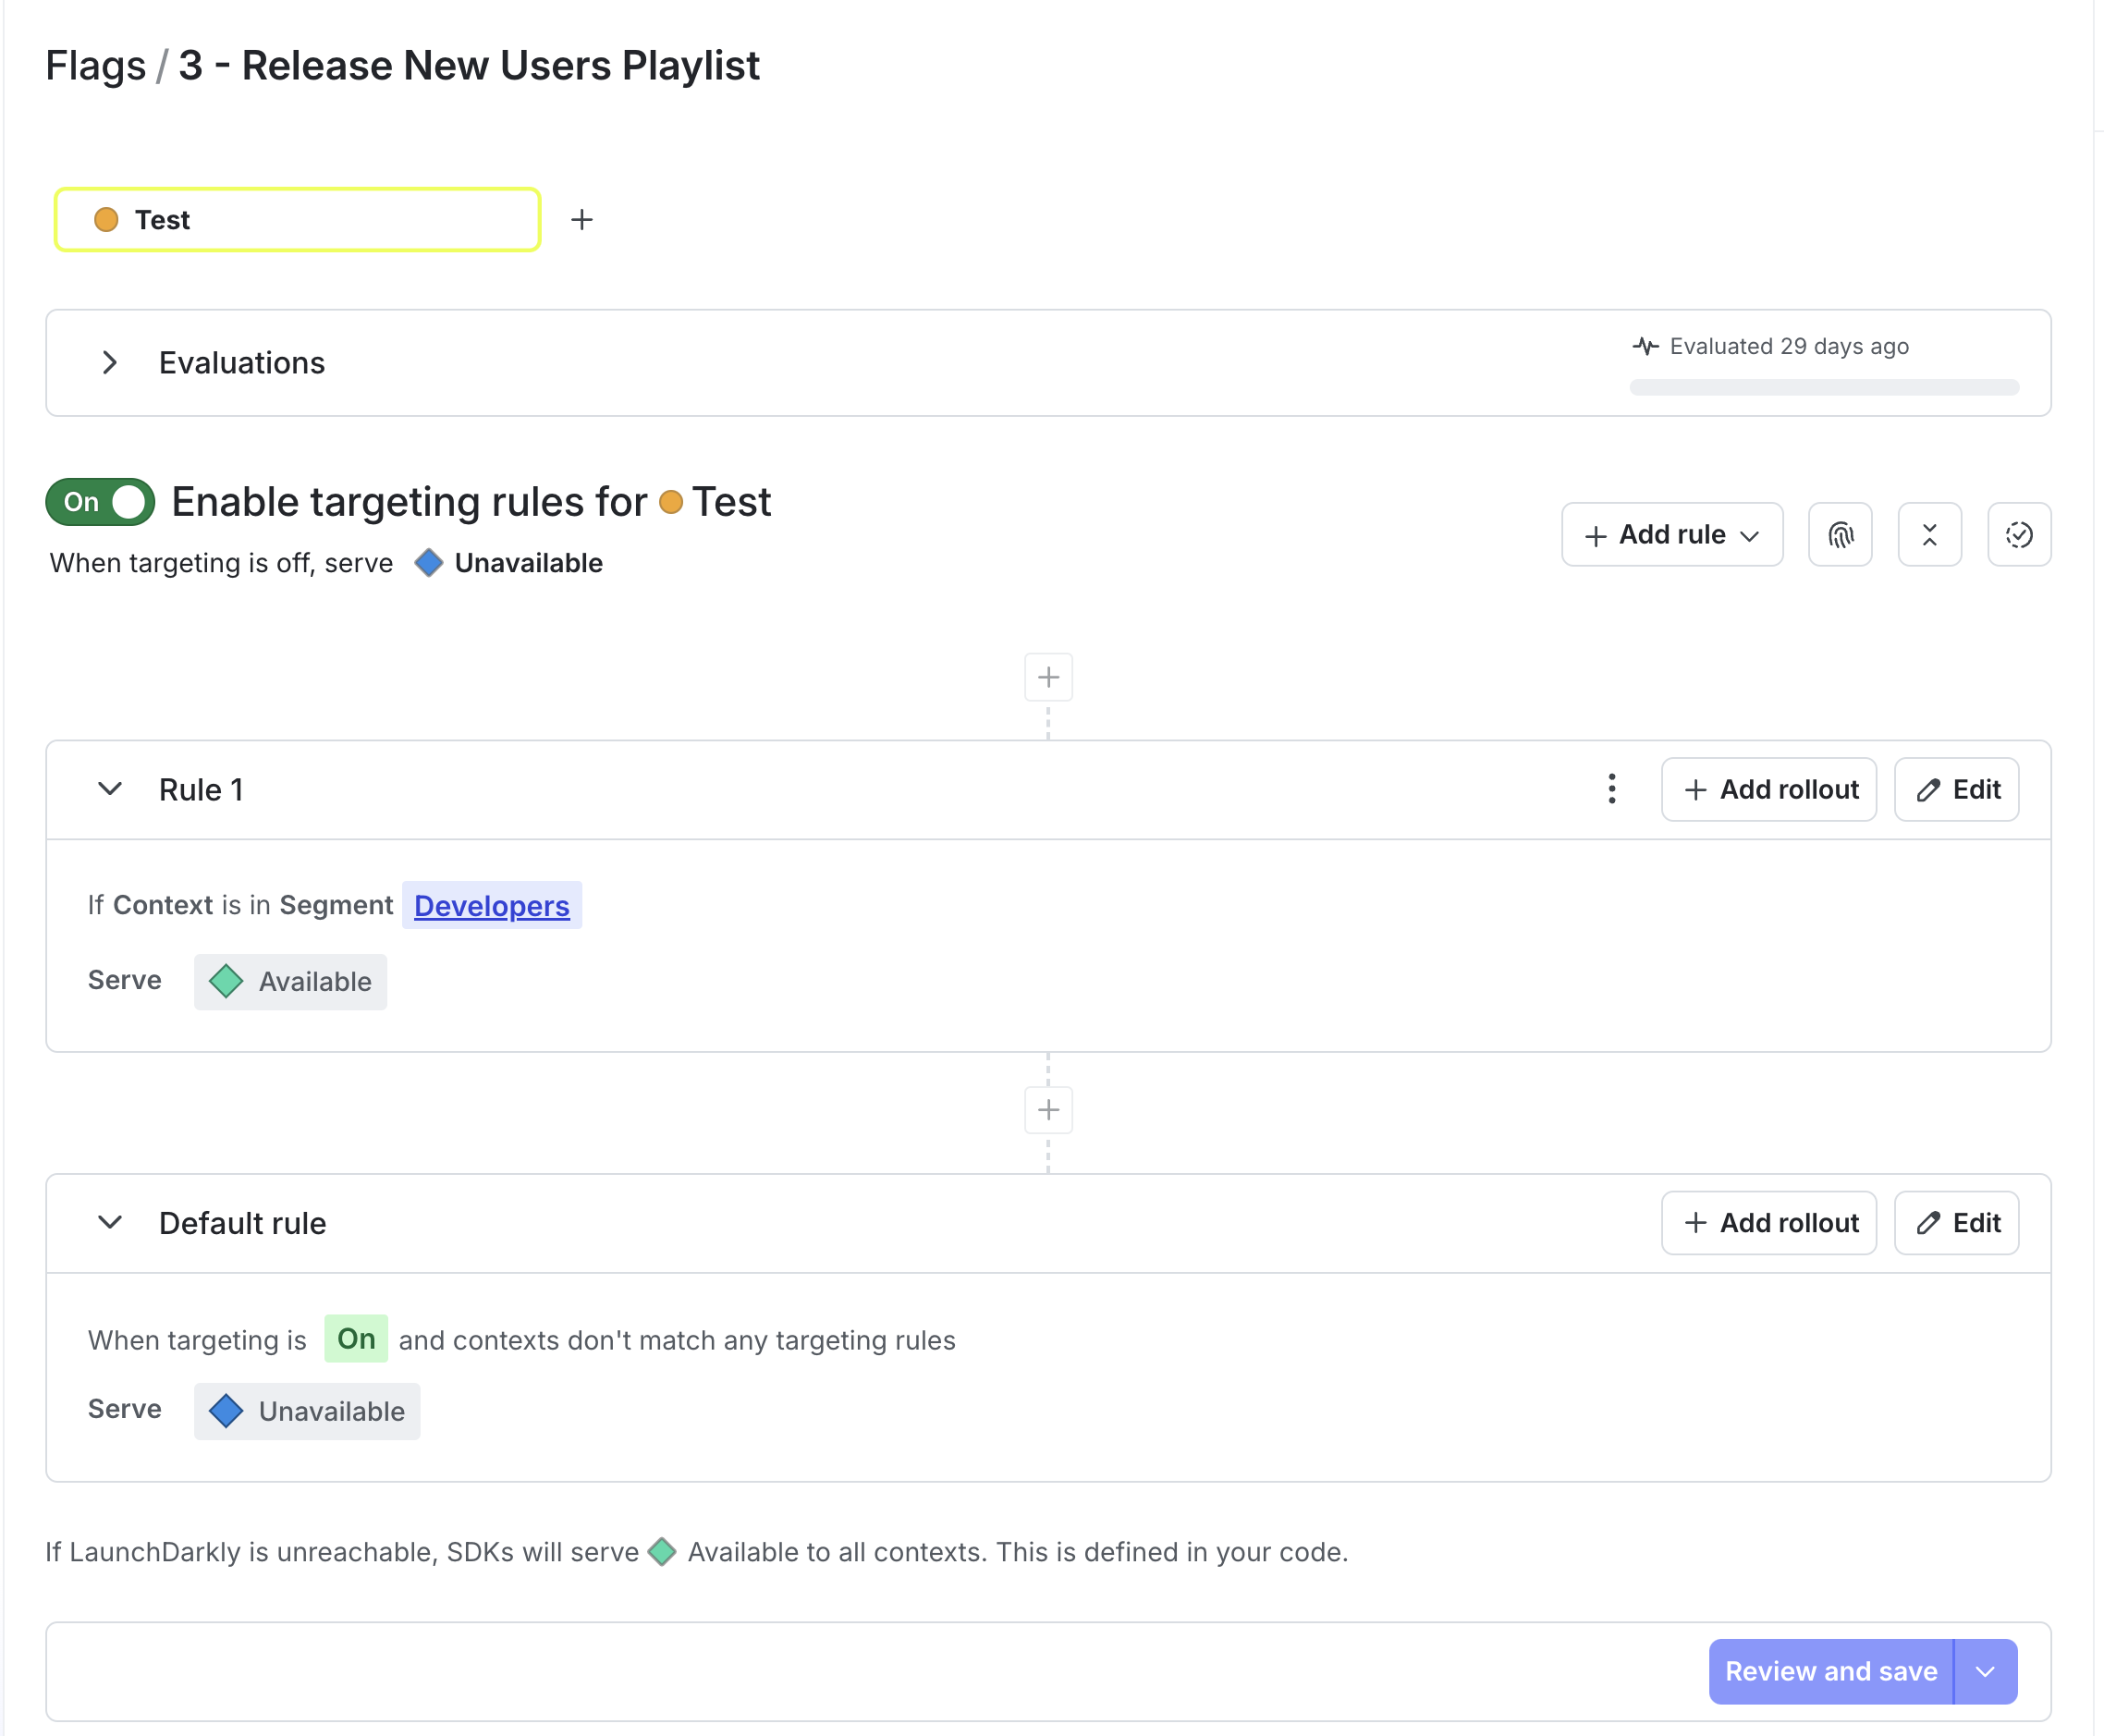 Flags / 3 - Release New Users Playlist
Test
Evaluations
Evaluated 29 days ago
On Enable targeting rules for Test
When targeting is off, serve Unavailable
Add rule
Rule 1
Add rollout
Edit
If Context is in Segment Developers
Serve Available
Default rule
Add rollout
Edit
When targeting is On and contexts don't match any targeting rules
Serve Unavailable
If LaunchDarkly is unreachable, SDKs will serve Available to all contexts. This is defined in your code.
Review and save